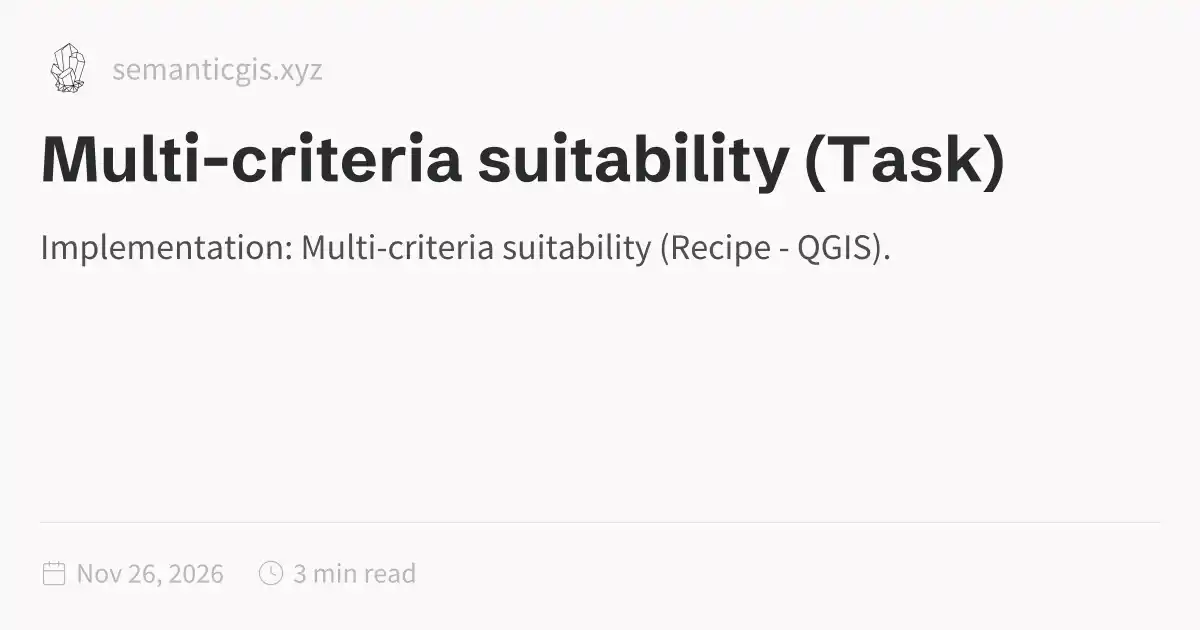 semanticgis.xyz
Multi-criteria suitability (Task)
Implementation: Multi-criteria suitability (Recipe - QGIS).
Nov 26, 2026 3 min read